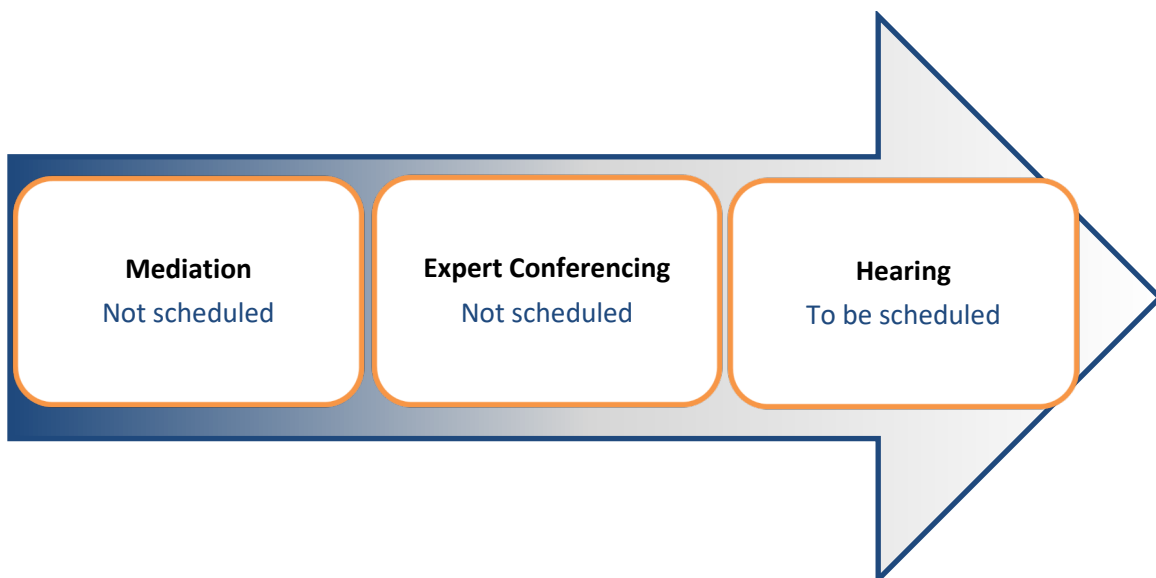 Mediation
Not scheduled
Expert Conferencing
Not scheduled
Hearing
To be scheduled